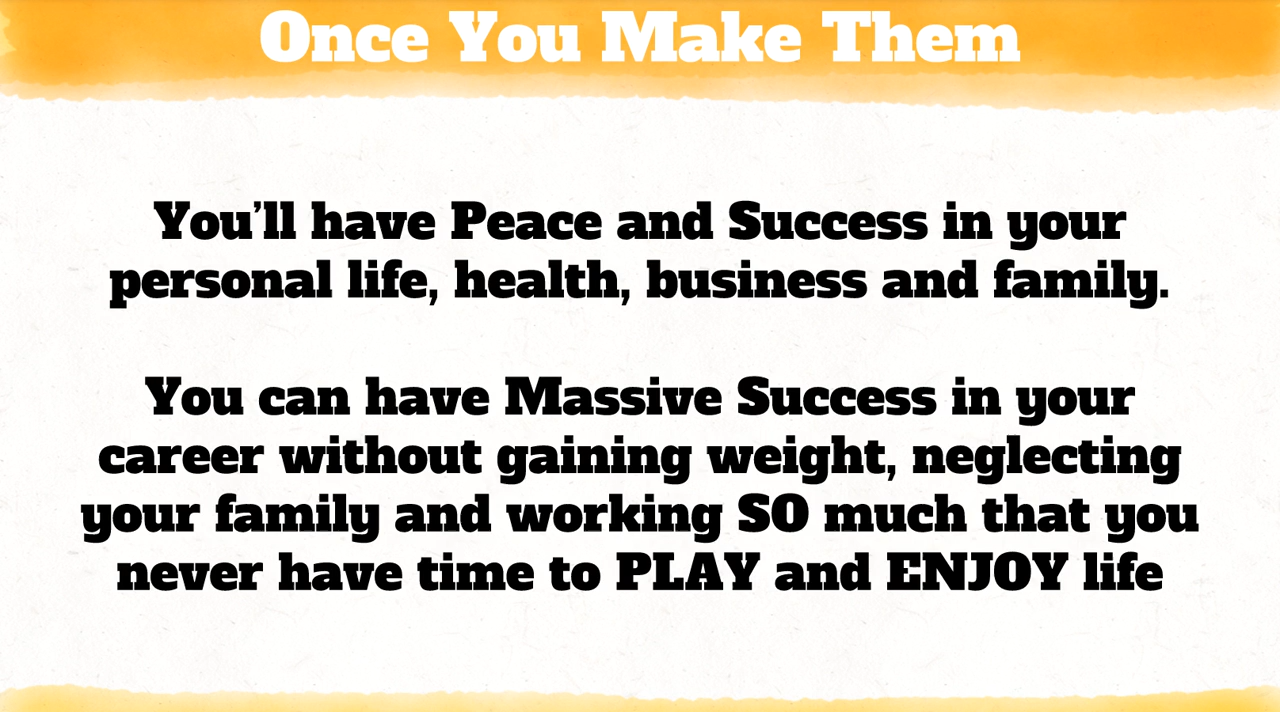 Once You Make Them
You’ll have Peace and Success in your
personal life, health, business and family.
You can have Massive Success in your
career without gaining weight, neglecting
your family and working SO much that you
never have time to PLAY and ENJOY life